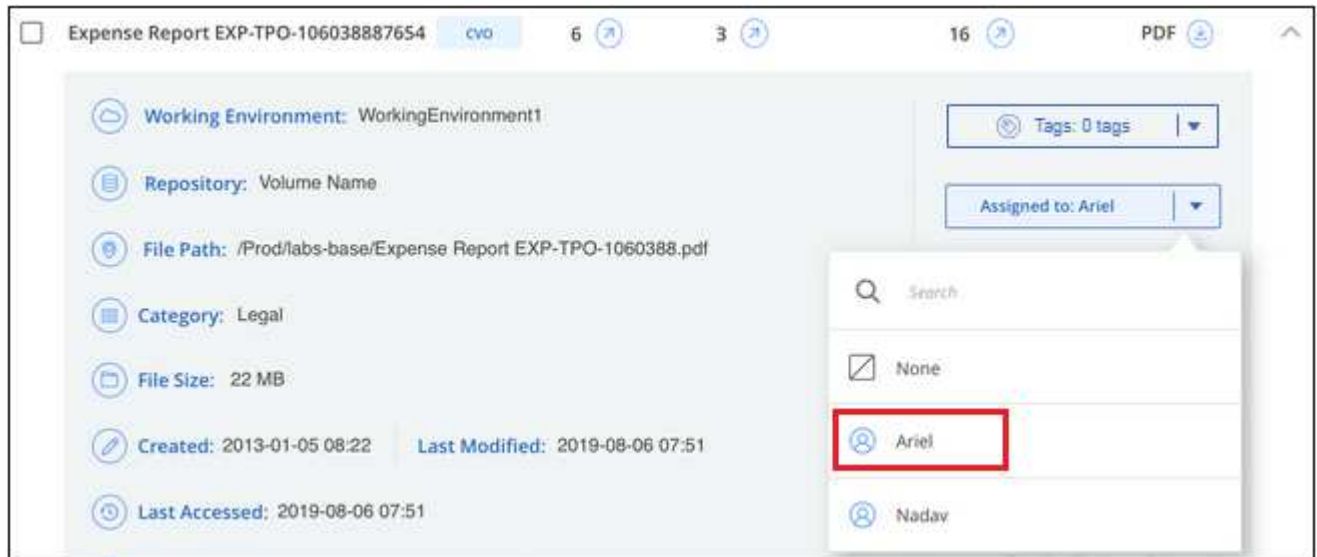 Expense Report EXP-TPO-106038887654 cvo 6 3 16 PDF
Working Environment: WorkingEnvironment1
Tags: 0 tags
Repository: Volume Name
Assigned to: Ariel
File Path: /Prod/labs-base/Expense Report EXP-TPO-1060388.pdf
Search
Category: Legal
None
File Size: 22 MB
Ariel
Created: 2013-01-05 08:22 Last Modified: 2019-08-06 07:51
Last Accessed: 2019-08-06 07:51
Nadav